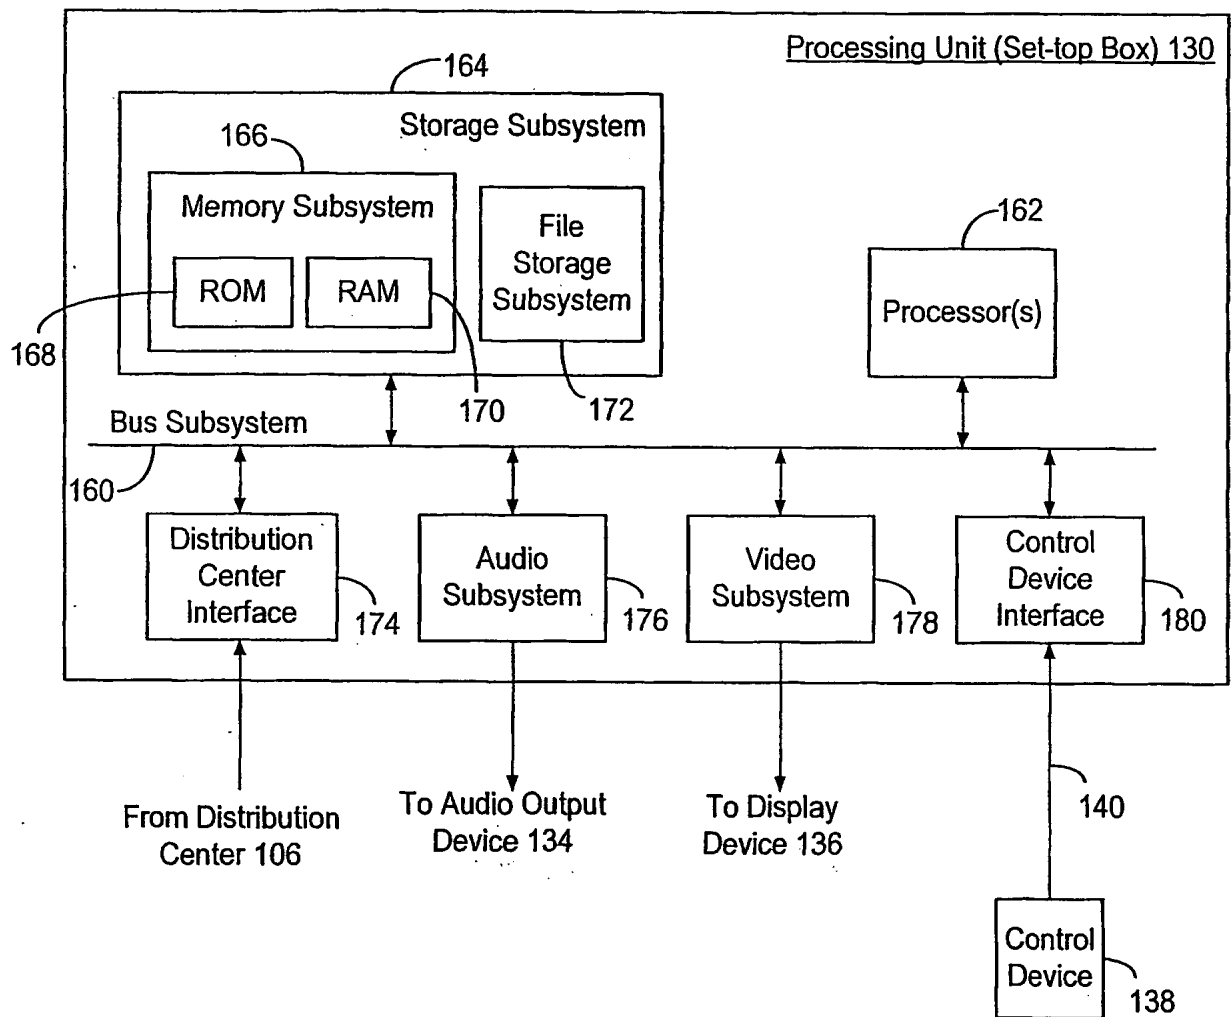 Processing Unit (Set-top Box) 130
164
Storage Subsystem
166
Memory Subsystem
ROM
RAM
File
Storage
Subsystem
168
170
172
162
Processor(s)
Bus Subsystem
160
Distribution
Center
Interface
174
Audio
Subsystem
176
Video
Subsystem
178
Control
Device
Interface
180
From Distribution
Center 106
To Audio Output
Device 134
To Display
Device 136
140
Control
Device
138